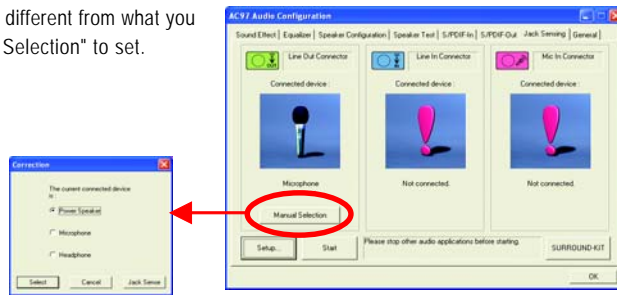 different from what you
Selection" to set.
AC97 Audio Configuration
Sound Effect | Equalizer | Speaker Configuration | Speaker Test | S/PDIF-In | S/PDIF-Out | Jack Sensing | General
OUT Line Out Connector
Line In Connector
Mic In Connector
Connected device :
Connected device :
Connected device :
Microphone
Not connected.
Not connected.
Manual Selection
Setup...
Start
Please stop other audio applications before starting.
SURROUND-KIT
OK
Correction
The current connected device
is :
Power Speaker
Microphone
Headphone
Select
Cancel
Jack Sense